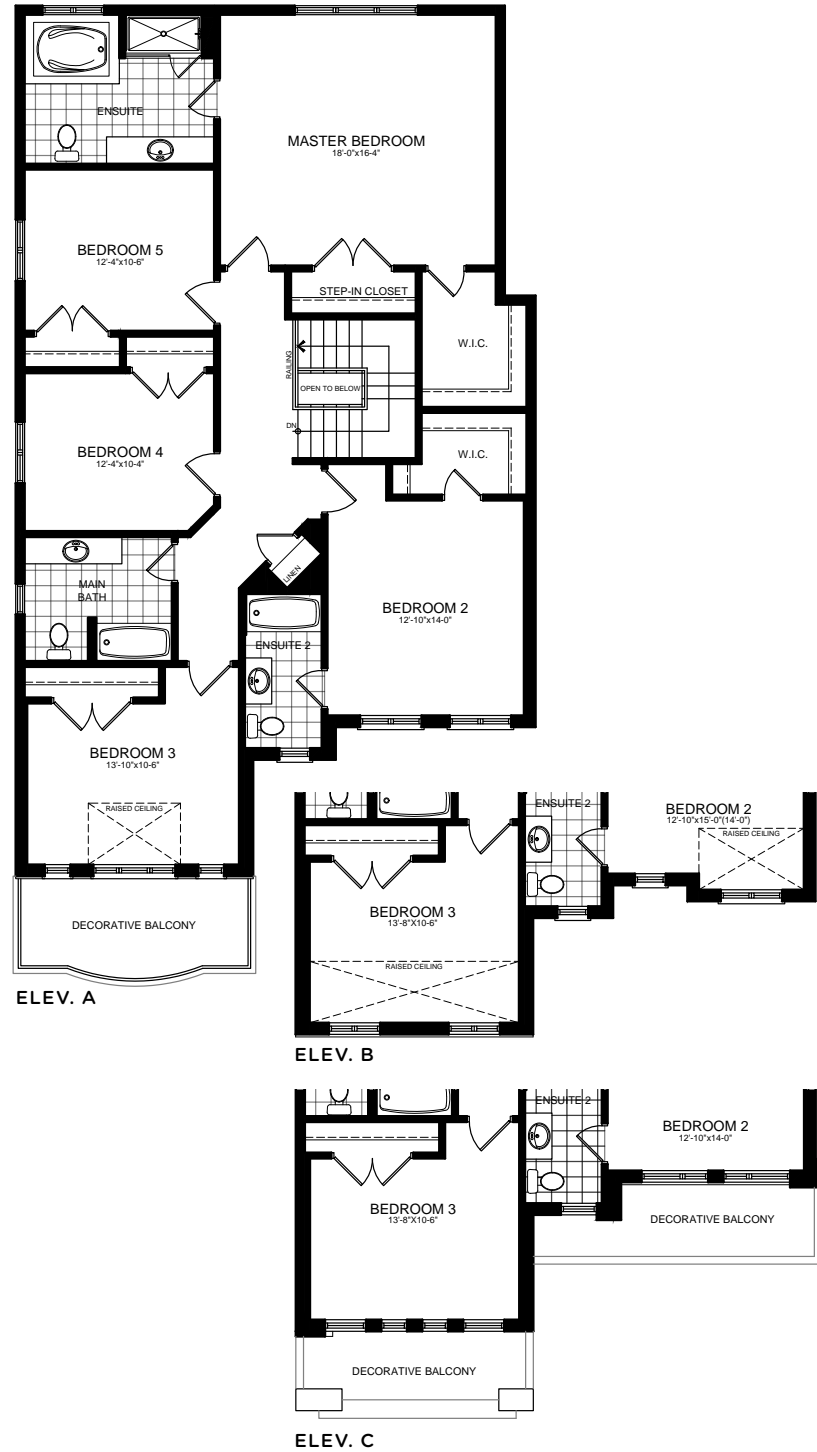 ENSUITE
MASTER BEDROOM
18'-0"x16-4"
BEDROOM 5
12'-4"x10-6"
STEP-IN CLOSET
W.I.C.
RAILING
OPEN TO BELOW
DN
BEDROOM 4
12'-4"x10-4"
W.I.C.
LINEN
MAIN
BATH
BEDROOM 2
12'-10"x14-0"
ENSUITE 2
BEDROOM 3
13'-10"x10-6"
RAISED CEILING
DECORATIVE BALCONY
ELEV. A
ENSUITE 2
BEDROOM 2
12'-10"x15'-0"(14'-0")
RAISED CEILING
BEDROOM 3
13'-8"X10-6"
RAISED CEILING
ELEV. B
ENSUITE 2
BEDROOM 2
12'-10"x14-0"
BEDROOM 3
13'-8"X10-6"
DECORATIVE BALCONY
DECORATIVE BALCONY
ELEV. C